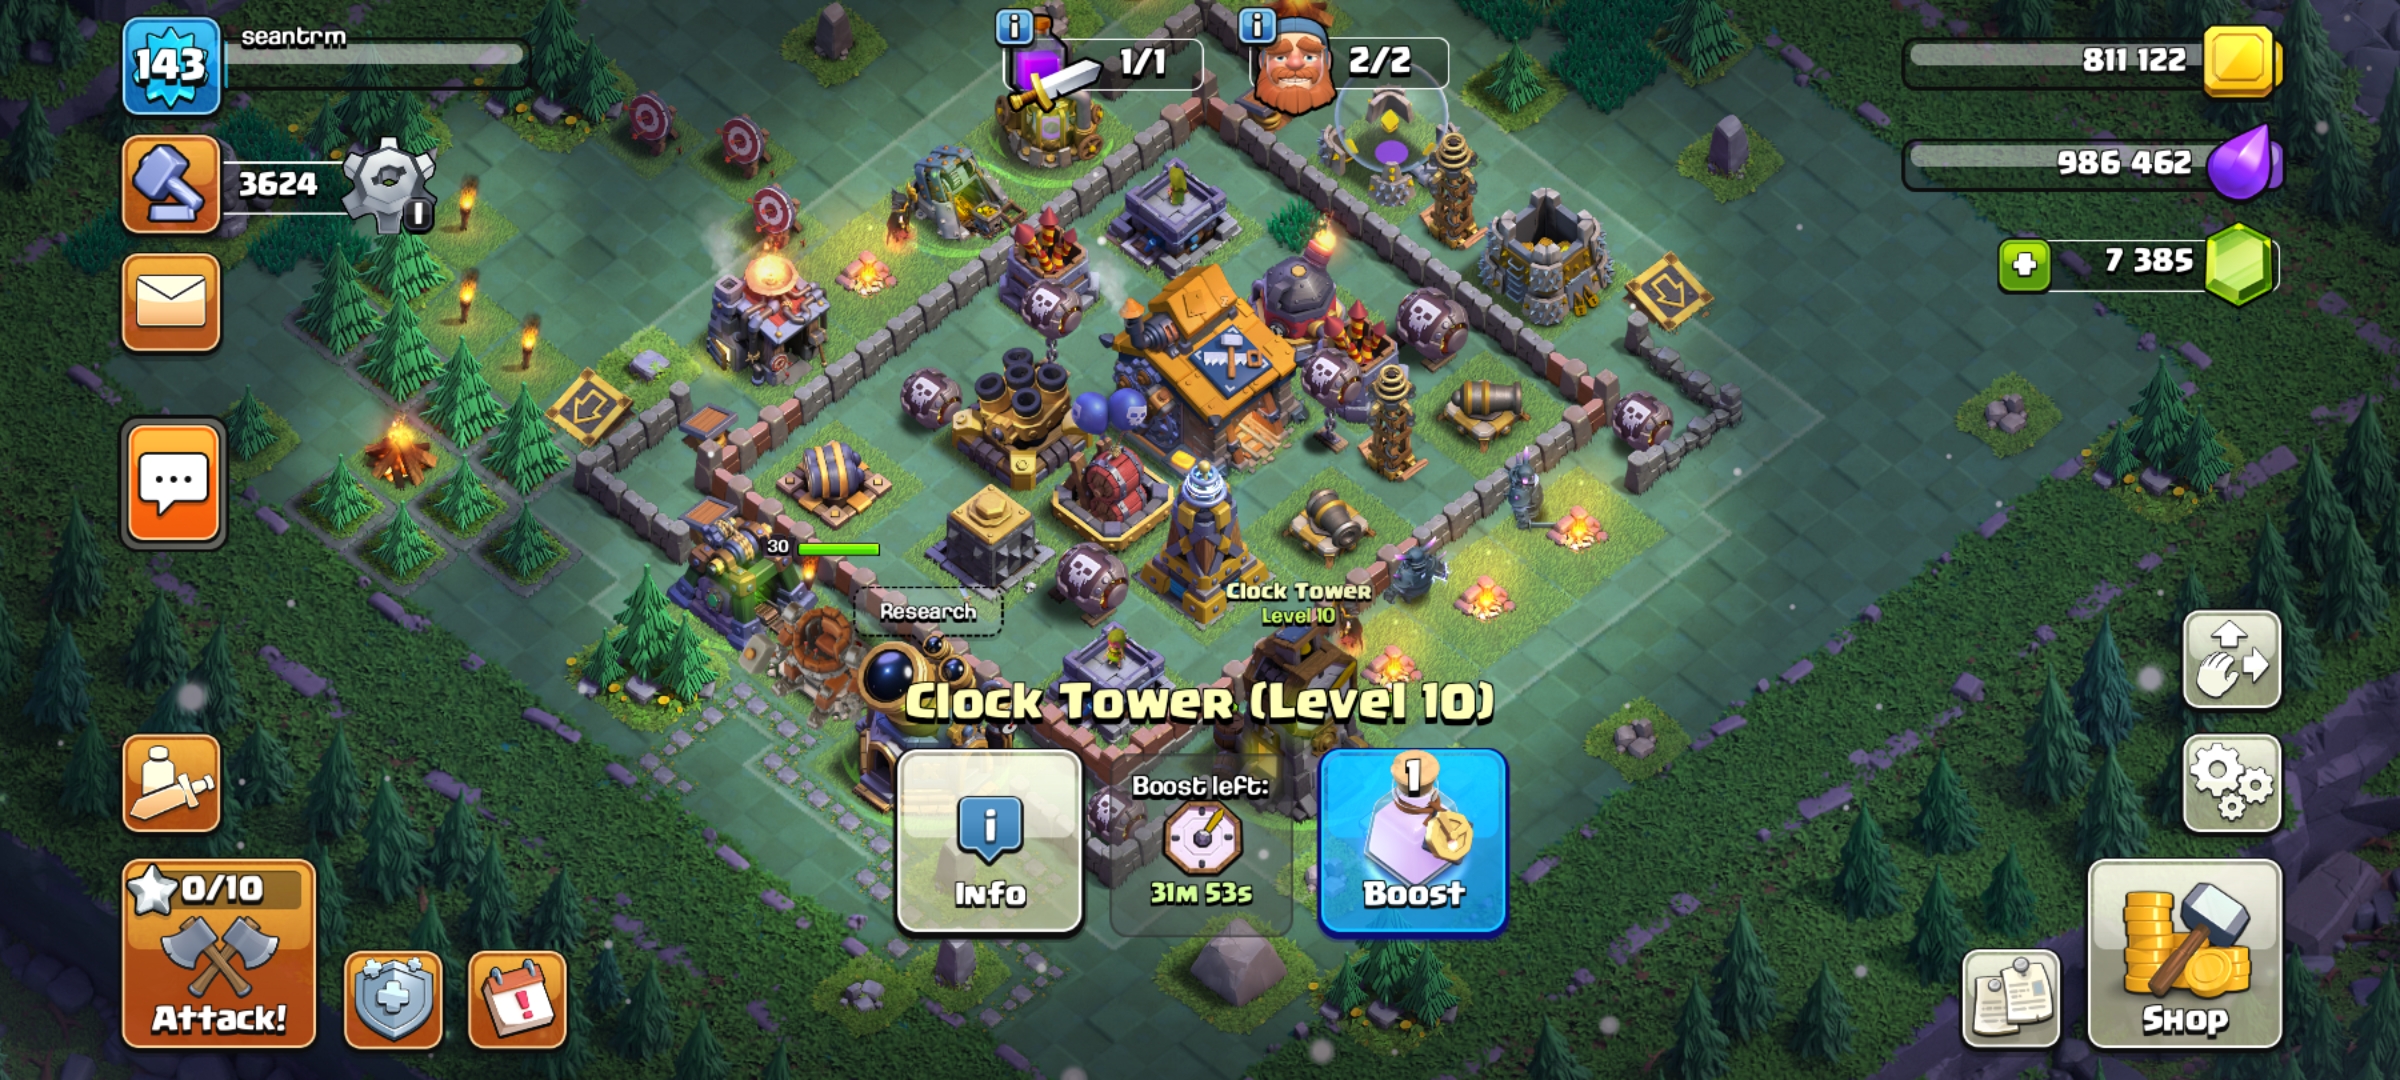 143
seantrm
1/1
2/2
811 122
3624
I
986 462
7 385
30
Research
Clock Tower
Level 10
Clock Tower (Level 10)
Info
Boost left:
31M 53s
1
Boost
0/10
Attack!
Shop